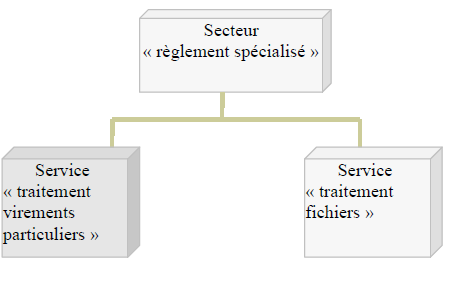 Secteur
« règlement spécialisé »
Service
« traitement
virements
particuliers »
Service
« traitement
fichiers »